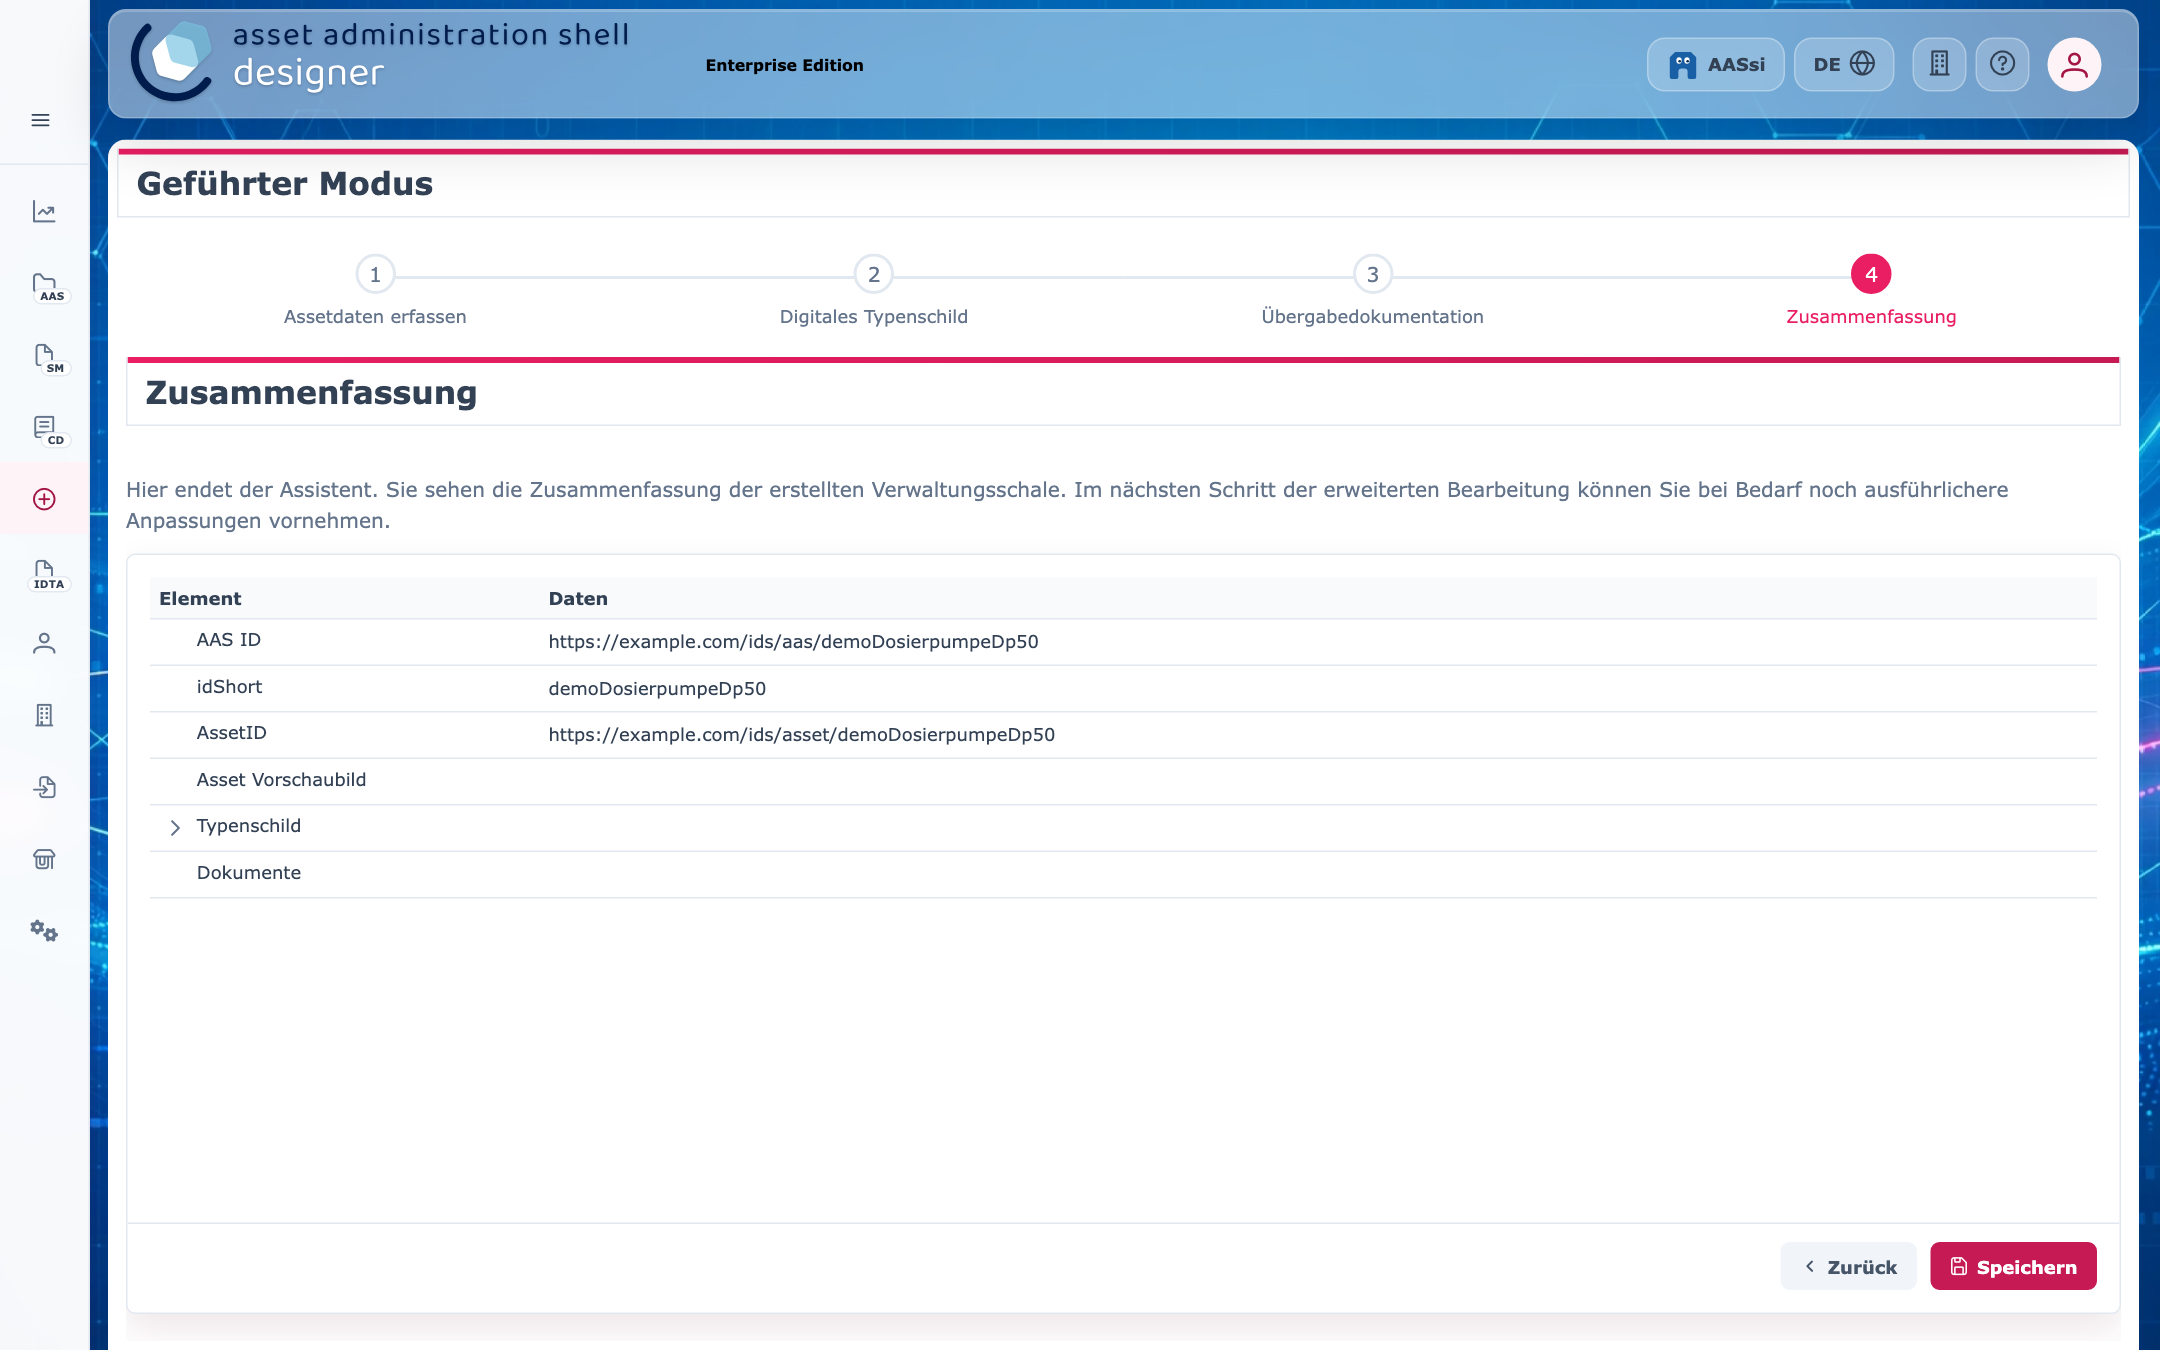 asset administration shell
designer
Enterprise Edition
AASsi
DE
Geführter Modus
1
2
3
4
Assetdaten erfassen
Digitales Typenschild
Übergabedokumentation
Zusammenfassung
AAS
SM
CD
IDTA
Zusammenfassung
Hier endet der Assistent. Sie sehen die Zusammenfassung der erstellten Verwaltungsschale. Im nächsten Schritt der erweiterten Bearbeitung können Sie bei Bedarf noch ausführlichere
Anpassungen vornehmen.
Element Daten
AAS ID https://example.com/ids/aas/demoDosierpumpeDp50
idShort demoDosierpumpeDp50
AssetID https://example.com/ids/asset/demoDosierpumpeDp50
Asset Vorschaubild
Typenschild
Dokumente
Zurück
Speichern